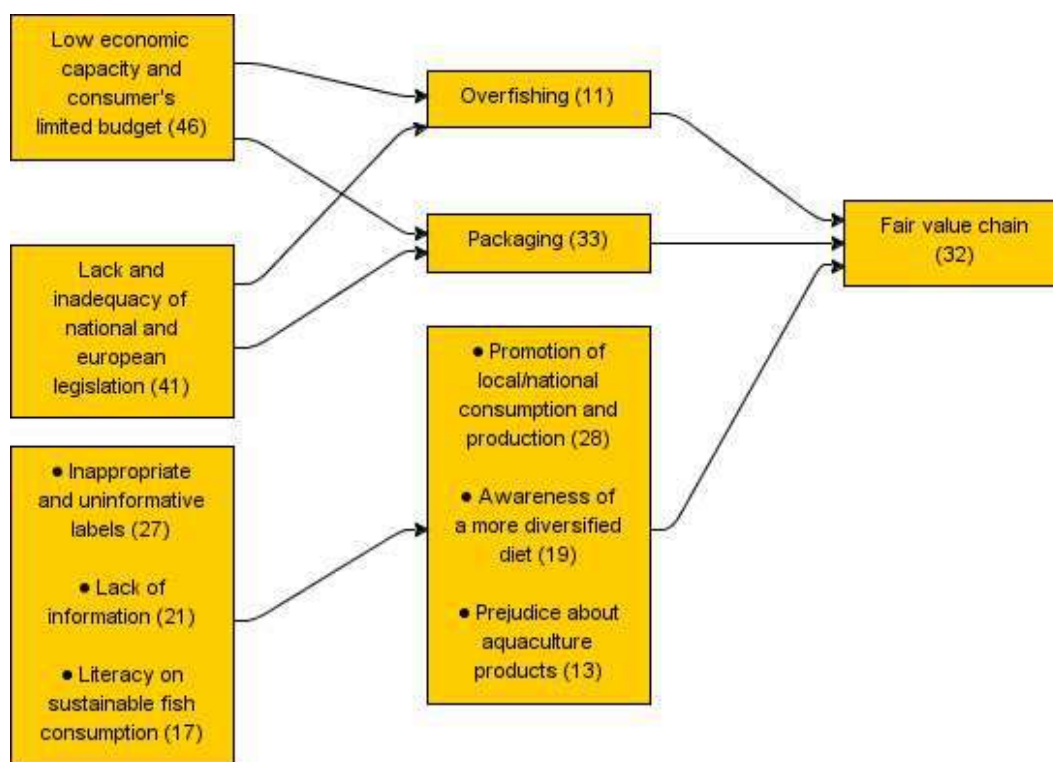 Low economic
capacity and
consumer's
limited budget (46)
Lack and
inadequacy of
national and
european
legislation (41)
● Inappropriate
and uninformative
labels (27)
● Lack of
information (21)
● Literacy on
sustainable fish
consumption (17)
Overfishing (11)
Packaging (33)
● Promotion of
local/national
consumption and
production (28)
● Awareness of
a more diversified
diet (19)
● Prejudice about
aquaculture
products (13)
Fair value chain
(32)